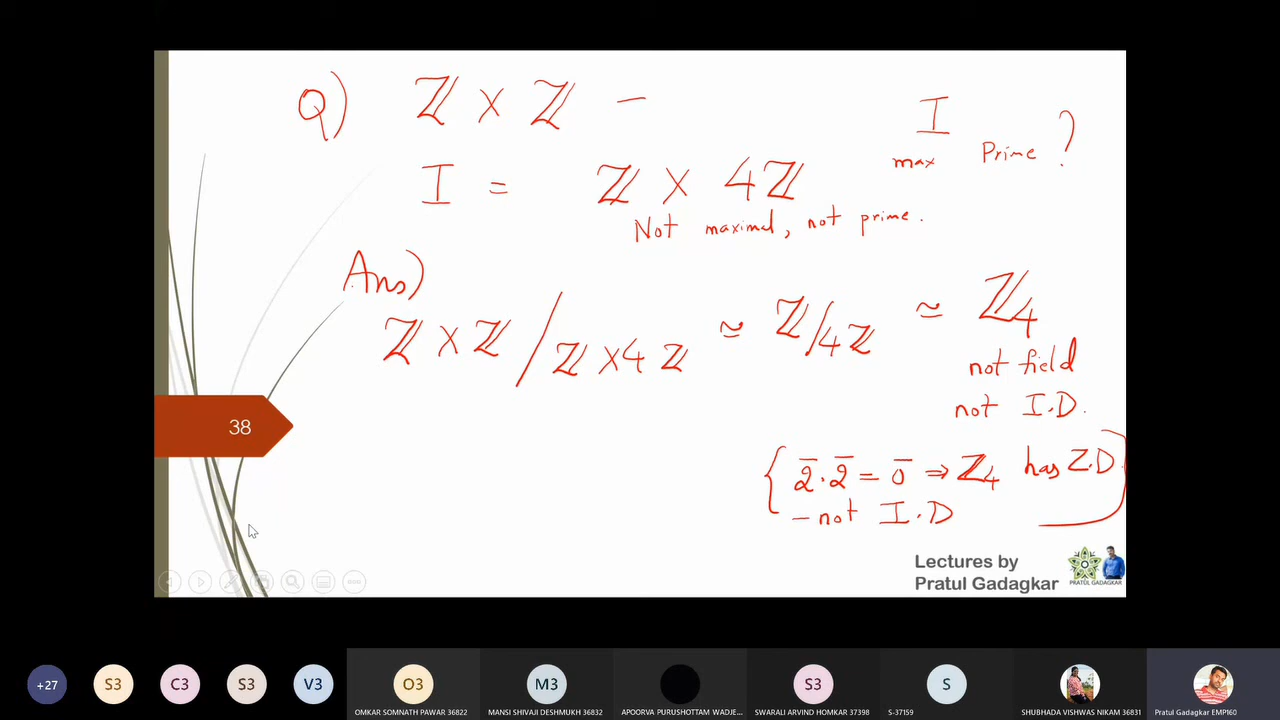 Q) ℤ × ℤ –
I
max Prime ?
I = ℤ × 4ℤ
Not maximal, not prime.
Ans)
ℤ × ℤ / ℤ × 4ℤ ≃ ℤ/4ℤ ≃ ℤ4
not field
not I.D.
{ 2̄·2̄ = 0̄ ⇒ ℤ4 has Z.D.
– not I.D }
38
Lectures by
Pratul Gadagkar
PRATUL GADAGKAR
+27 S3 C3 S3 V3 O3 M3 S3 S
OMKAR SOMNATH PAWAR 36822 MANSI SHIVAJI DESHMUKH 36832 APOORVA PURUSHOTTAM WADJE... SWARALI ARVIND HOMKAR 37398 S-37159 SHUBHADA VISHWAS NIKAM 36831 Pratul Gadagkar EMP160